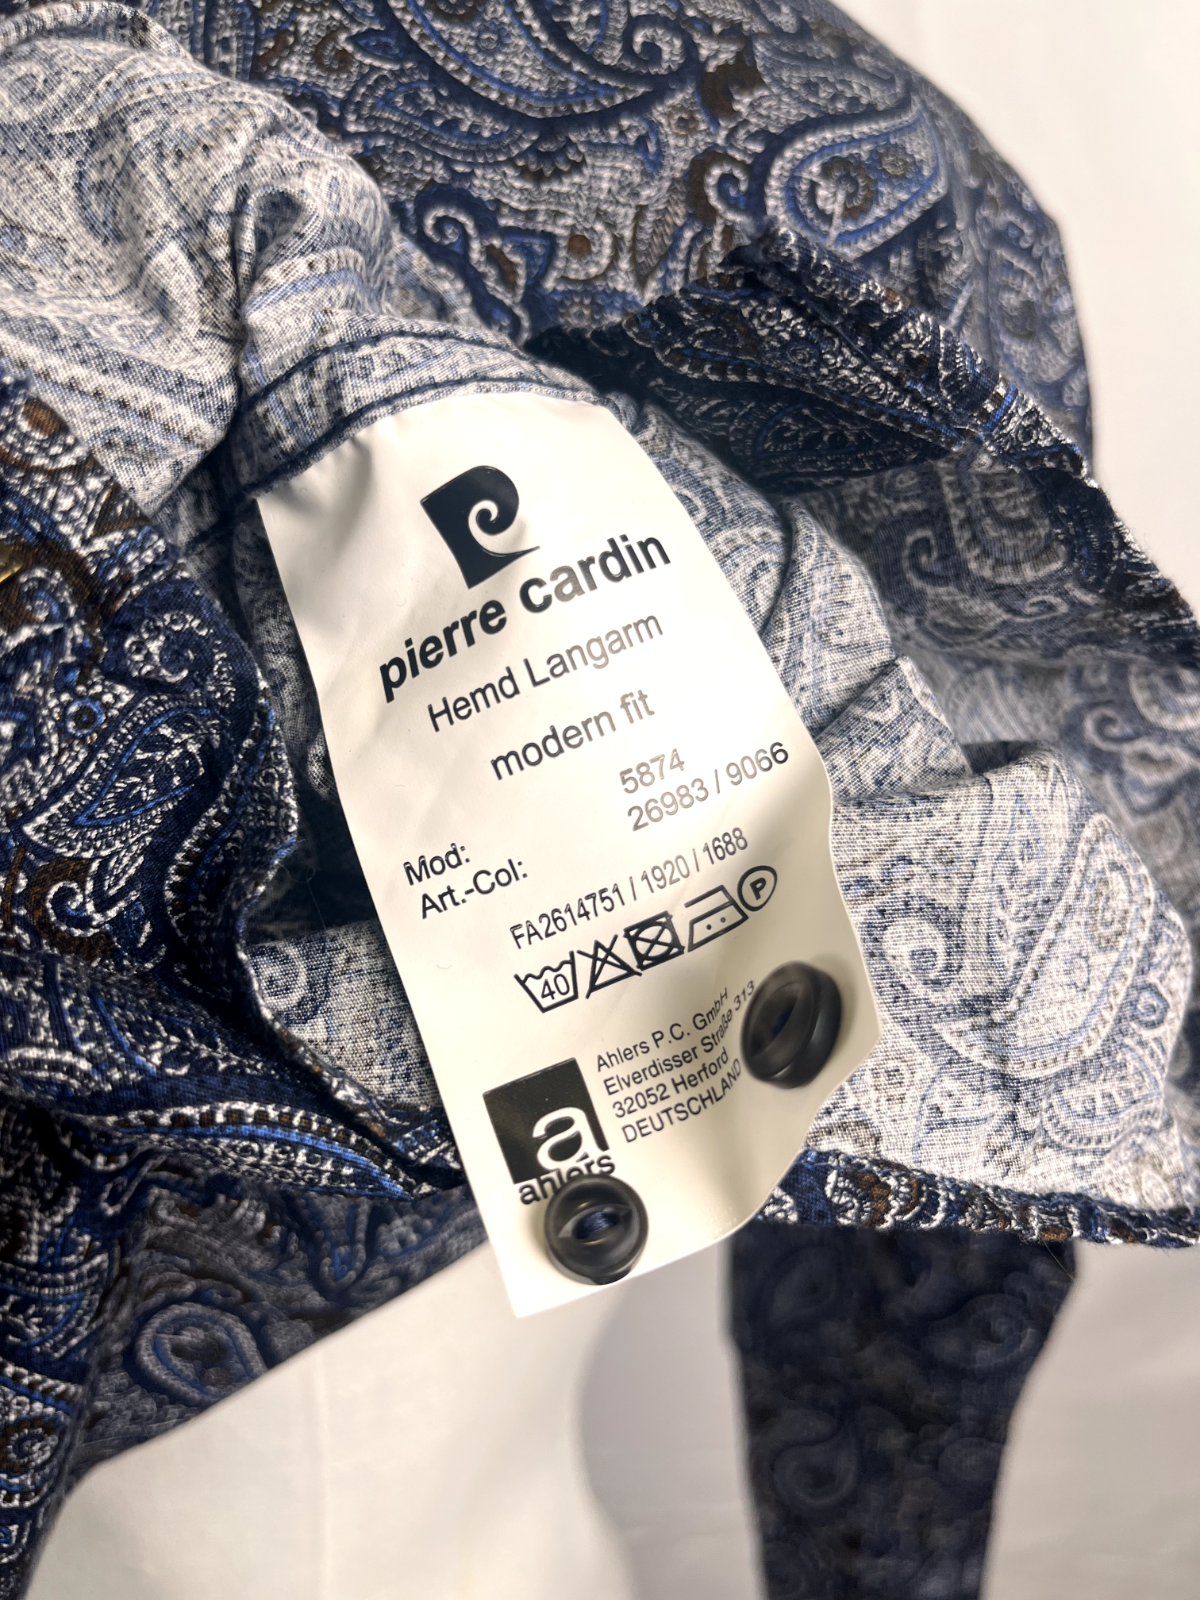 pierre cardin
Hemd Langarm
modern fit
Mod: 5874
Art.-Col: 26983 / 9066
FA2614751 / 1920 / 1688
40 P
Ahlers P.C. GmbH
Elverdisser Straße 313
32052 Herford
DEUTSCHLAND
a
ahlers